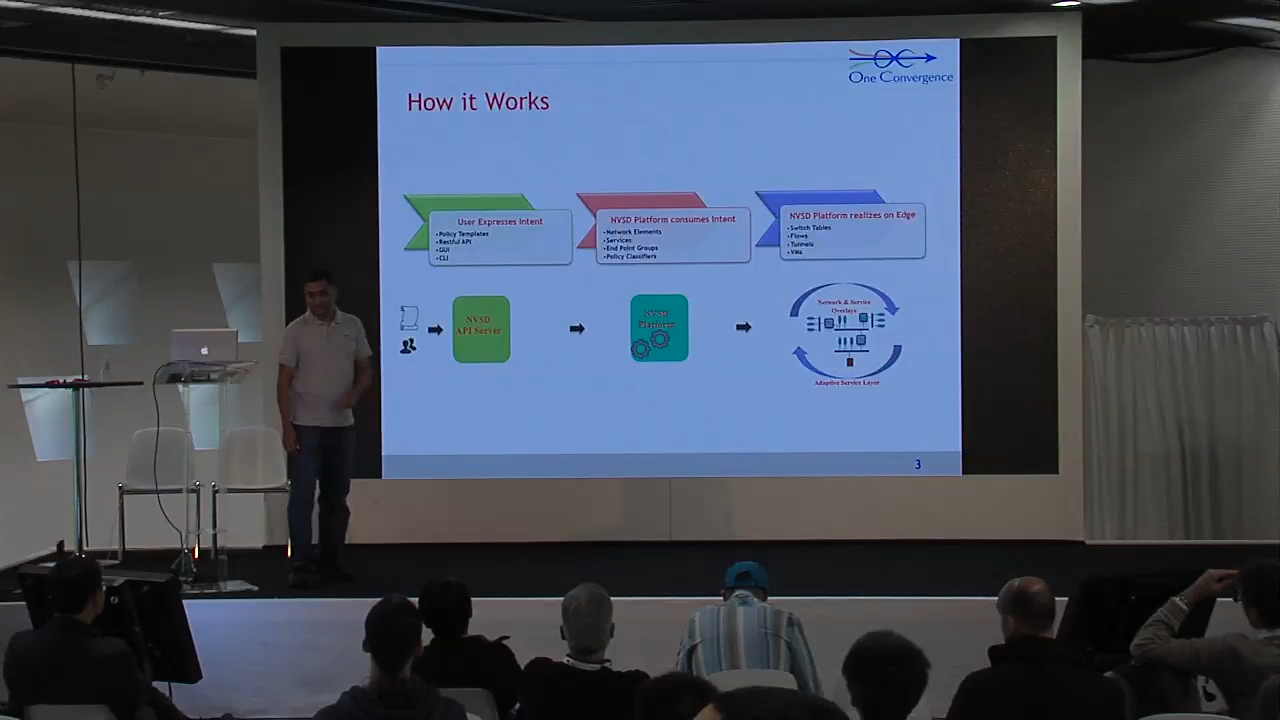 One Convergence
How it Works
User Expresses Intent
•Policy Templates
•Restful API
•GUI
•CLI
NVSD Platform consumes Intent
•Network Elements
•Services
•End Point Groups
•Policy Classifiers
NVSD Platform realizes on Edge
•Switch Tables
•Flows
•Tunnels
•VMs
NVSD
API Server
NVSD
Platform
Network & Service
Overlays
Adaptive Service Layer
3